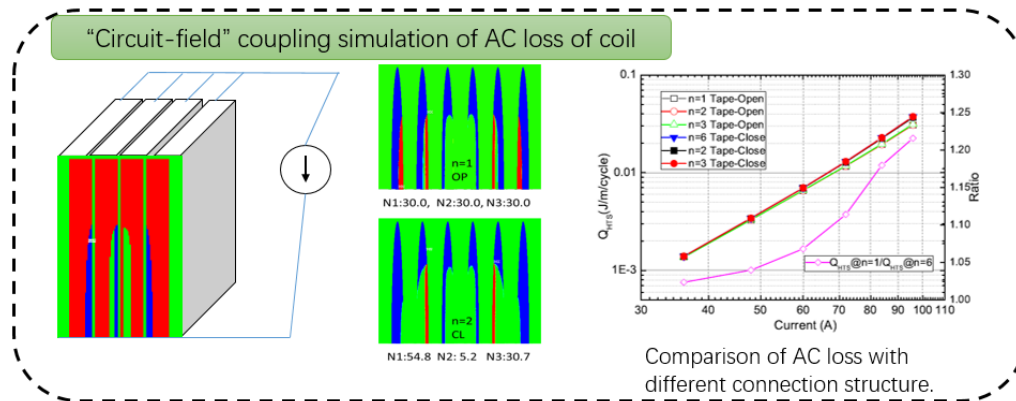 “Circuit-field” coupling simulation of AC loss of coil
n=1
OP
N1:30.0, N2:30.0, N3:30.0
n=2
CL
N1:54.8 N2: 5.2 N3:30.7
0.1
0.01
1E-3
Q_HTS(J/m/cycle)
n=1 Tape-Open
n=2 Tape-Open
n=3 Tape-Open
n=6 Tape-Close
n=2 Tape-Close
n=3 Tape-Close
Q_HTS@n=1/Q_HTS@n=6
1.30
1.25
1.20
1.15
1.10
1.05
1.00
Ratio
30 40 50 60 70 80 90 100 110
Current (A)
Comparison of AC loss with
different connection structure.